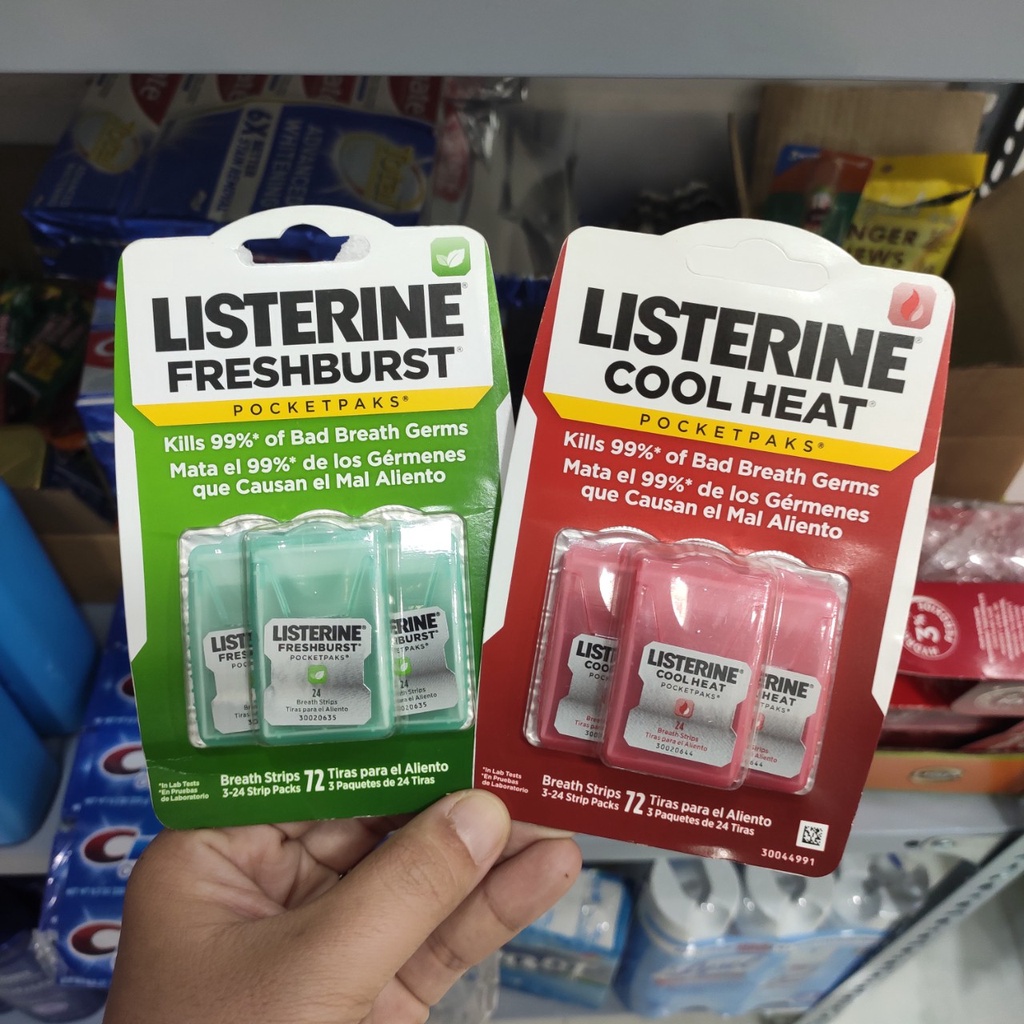 LISTERINE®
FRESHBURST®
POCKETPAKS®
Kills 99%* of Bad Breath Germs
Mata el 99%* de los Gérmenes
que Causan el Mal Aliento
LISTERINE®
FRESHBURST®
POCKETPAKS®
24
Breath Strips
Tiras para el Aliento
30020635
*In Lab Tests
*En Pruebas
de Laboratorio
Breath Strips 72 Tiras para el Aliento
3-24 Strip Packs 3 Paquetes de 24 Tiras
LISTERINE®
COOL HEAT®
POCKETPAKS®
Kills 99%* of Bad Breath Germs
Mata el 99%* de los Gérmenes
que Causan el Mal Aliento
LISTERINE®
COOL HEAT
POCKETPAKS®
24
Breath Strips
Tiras para el Aliento
30020644
*In Lab Tests
*En Pruebas
de Laboratorio
Breath Strips 72 Tiras para el Aliento
3-24 Strip Packs 3 Paquetes de 24 Tiras
30044991
ADVANCED
WHITENING
6X